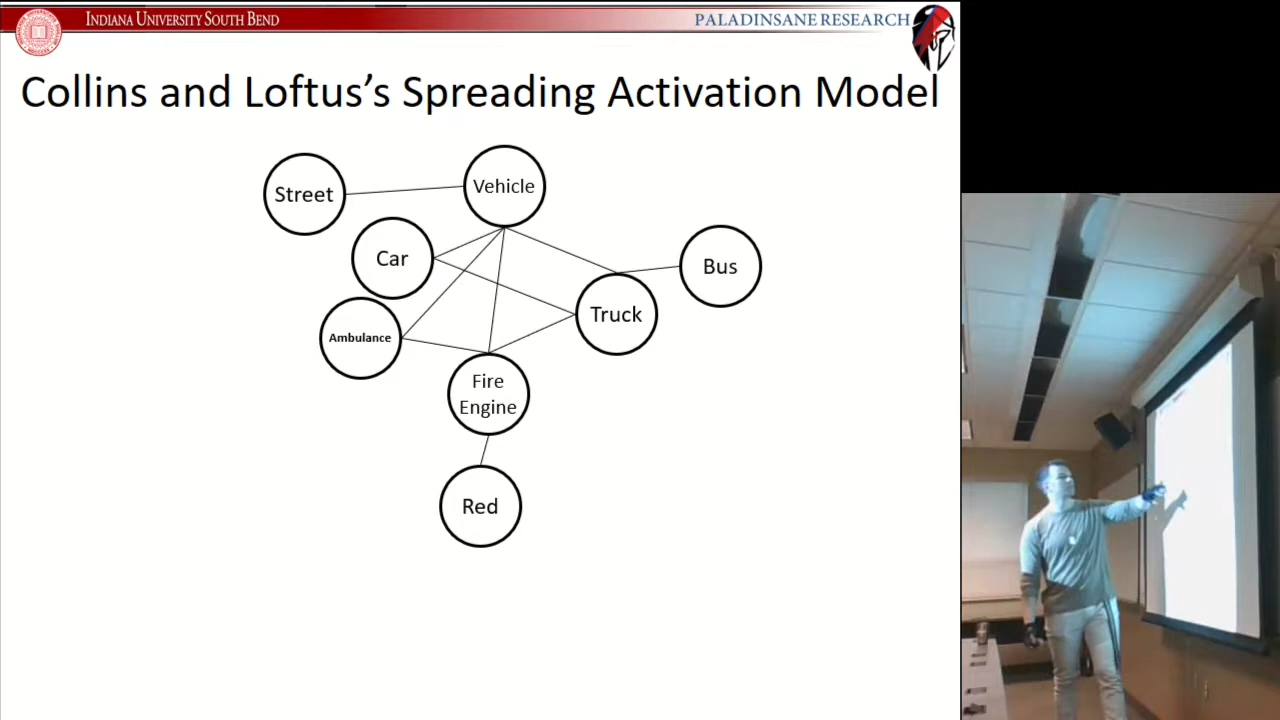 INDIANA UNIVERSITY SOUTH BEND
PALADINSANE RESEARCH
Collins and Loftus’s Spreading Activation Model
Street
Vehicle
Car
Bus
Truck
Ambulance
Fire
Engine
Red